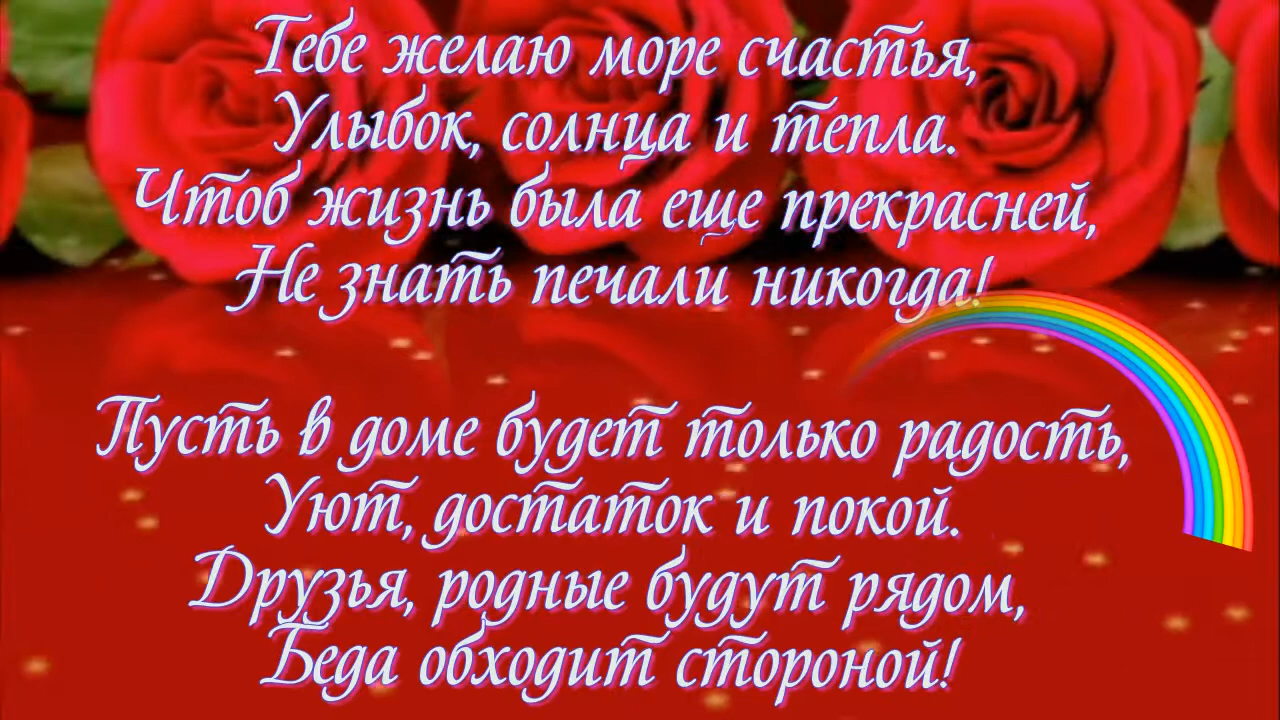 Тебе желаю море счастья,
Улыбок, солнца и тепла.
Чтоб жизнь была еще прекрасней,
Не знать печали никогда!
Пусть в доме будет только радость,
Уют, достаток и покой.
Друзья, родные будут рядом,
Беда обходит стороной!